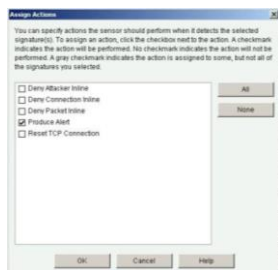 Assign Actions
You can specify actions the sensor should perform when it detects the selected
signature(s). To assign an action, click the checkbox next to the action. A checkmark
indicates the action will be performed. No checkmark indicates the action will not be
performed. A gray checkmark indicates the action is assigned to some, but not all of
the signatures you selected.
Deny Attacker Inline
Deny Connection Inline
Deny Packet Inline
Produce Alert
Reset TCP Connection
All
None
OK
Cancel
Help